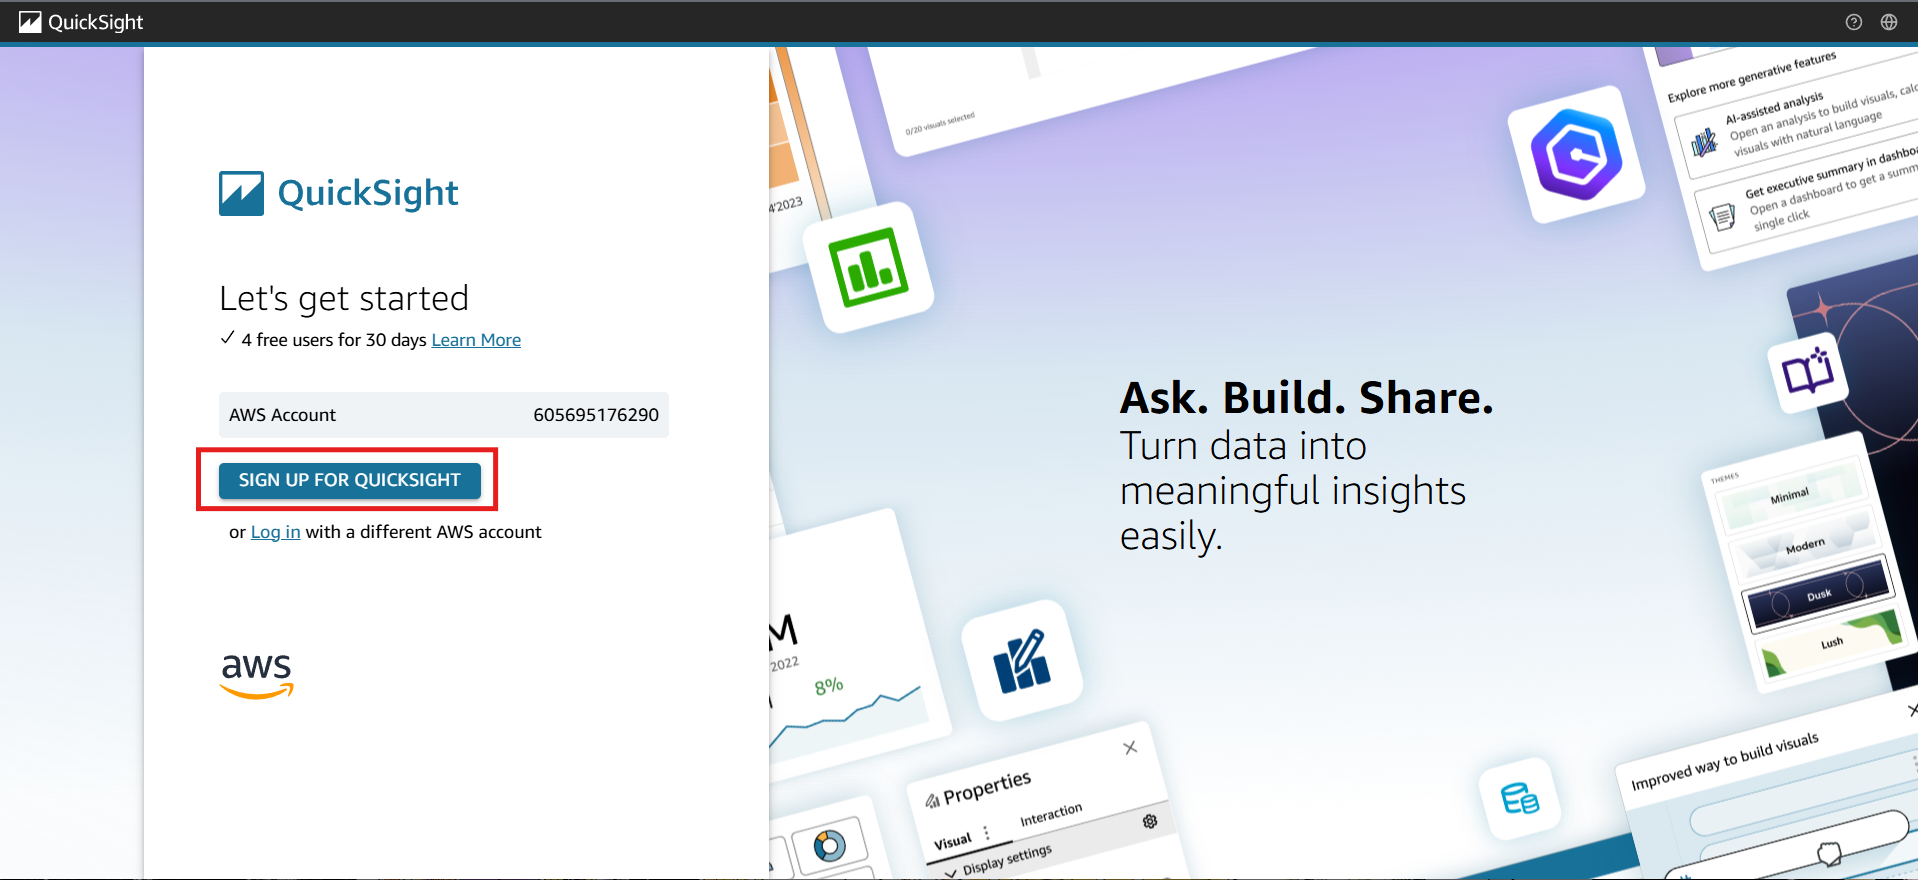 QuickSight
QuickSight
Let's get started
4 free users for 30 days Learn More
AWS Account 605695176290
SIGN UP FOR QUICKSIGHT
or Log in with a different AWS account
aws
0/20 visuals selected
4'2023
Explore more generative features
AI-assisted analysis
Open an analysis to build visuals, calc
visuals with natural language
Get executive summary in dashboa
Open a dashboard to get a summ
single click
Ask. Build. Share.
Turn data into
meaningful insights
easily.
THEMES
Minimal
Modern
Dusk
Lush
M
2022
8%
Properties
Visual Interaction
Display settings
Improved way to build visuals